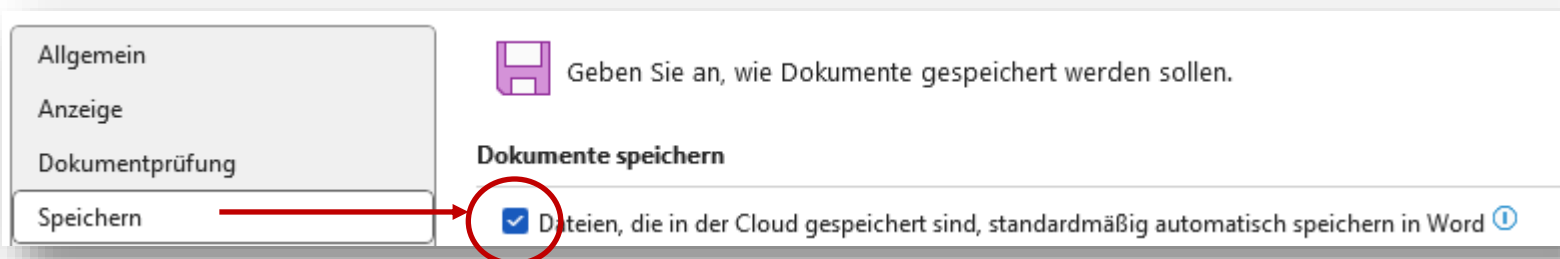 Allgemein
Anzeige
Dokumentprüfung
Speichern
Geben Sie an, wie Dokumente gespeichert werden sollen.
Dokumente speichern
Dateien, die in der Cloud gespeichert sind, standardmäßig automatisch speichern in Word